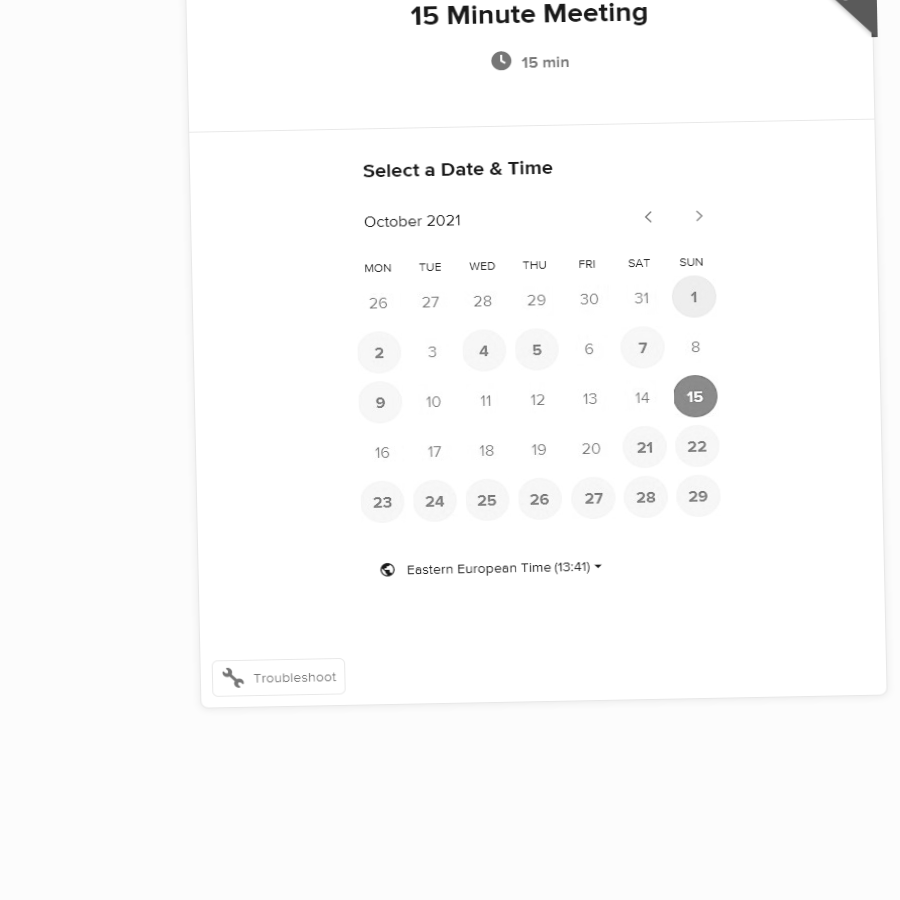 15 Minute Meeting
15 min
Select a Date & Time
October 2021
MON TUE WED THU FRI SAT SUN
26 27 28 29 30 31 1
2 3 4 5 6 7 8
9 10 11 12 13 14 15
16 17 18 19 20 21 22
23 24 25 26 27 28 29
Eastern European Time (13:41)
Troubleshoot